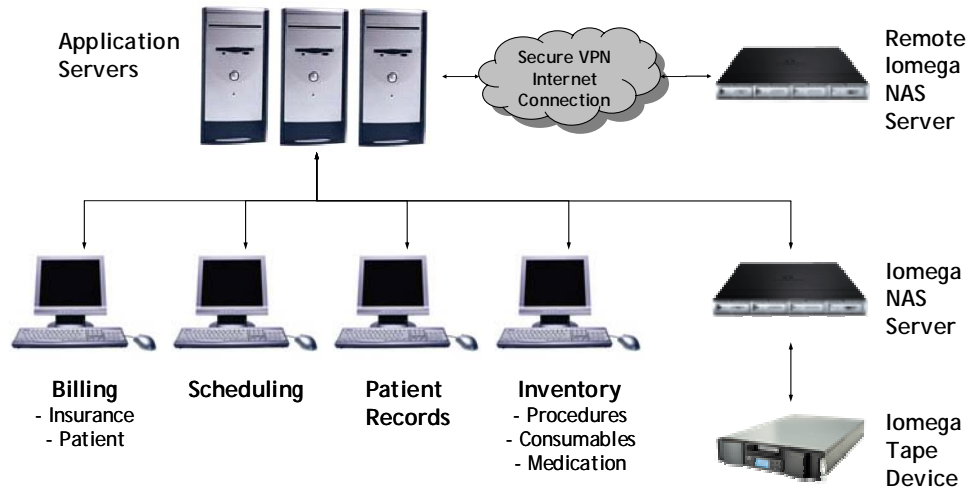 Application
Servers
Secure VPN
Internet
Connection
Remote
Iomega
NAS
Server
Iomega
NAS
Server
Billing
- Insurance
- Patient
Scheduling
Patient
Records
Inventory
- Procedures
- Consumables
- Medication
Iomega
Tape
Device